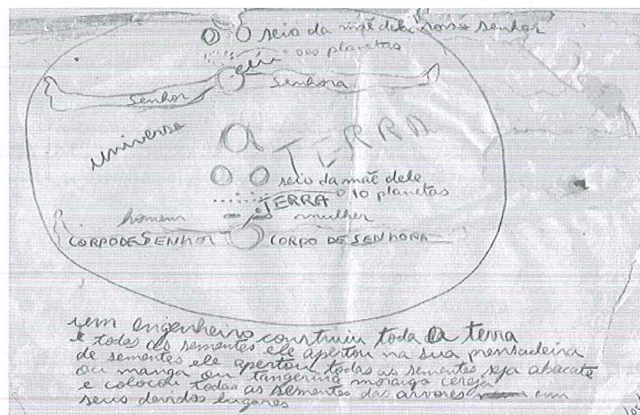 seio da mãe dele nosso senhor
planetas
céu
Senhor Senhora
universo
a TERRA
seio da mãe dele
10 planetas
TERRA
homem mulher
CORPO DE SENHOR CORPO DE SENHORA
um engenheiro construiu toda a terra
e todas as sementes ele apertou na sua prensadeira
de sementes ele apertou todas as sementes seja abacate
ou manga ou tangerina morango cereja
e colocou todas as sementes das arvores em
seus devidos lugares